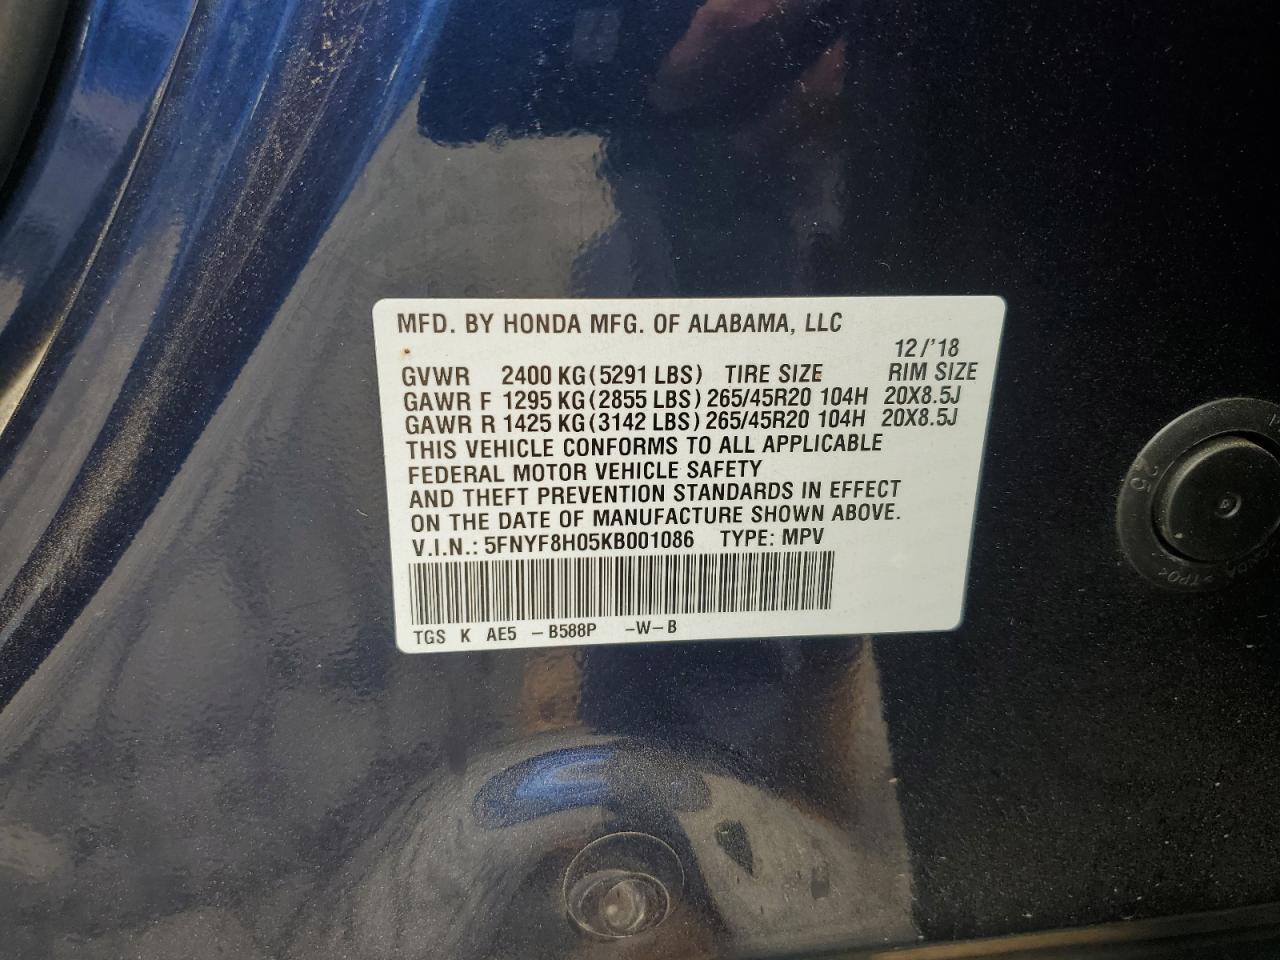 MFD. BY HONDA MFG. OF ALABAMA, LLC
12/'18
GVWR 2400 KG(5291 LBS) TIRE SIZE RIM SIZE
GAWR F 1295 KG(2855 LBS) 265/45R20 104H 20X8.5J
GAWR R 1425 KG(3142 LBS) 265/45R20 104H 20X8.5J
THIS VEHICLE CONFORMS TO ALL APPLICABLE
FEDERAL MOTOR VEHICLE SAFETY
AND THEFT PREVENTION STANDARDS IN EFFECT
ON THE DATE OF MANUFACTURE SHOWN ABOVE.
V.I.N.: 5FNYF8H05KB001086 TYPE: MPV
TGS K AE5 -B588P -W-B
25
>TPO<